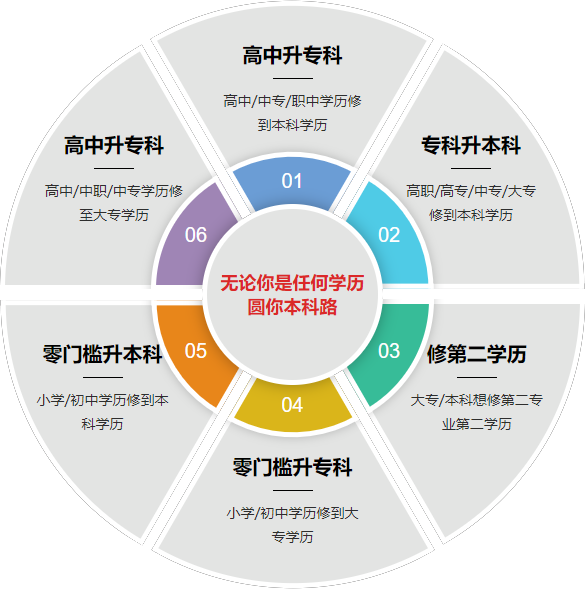 高中升专科
高中/中专/职中学历修
到本科学历
01
专科升本科
高职/高专/中专/大专
修到本科学历
02
修第二学历
大专/本科想修第二专
业第二学历
03
零门槛升专科
小学/初中学历修到大
专学历
04
零门槛升本科
小学/初中学历修到本
科学历
05
高中升专科
高中/中职/中专学历修
至大专学历
06
无论你是任何学历
圆你本科路